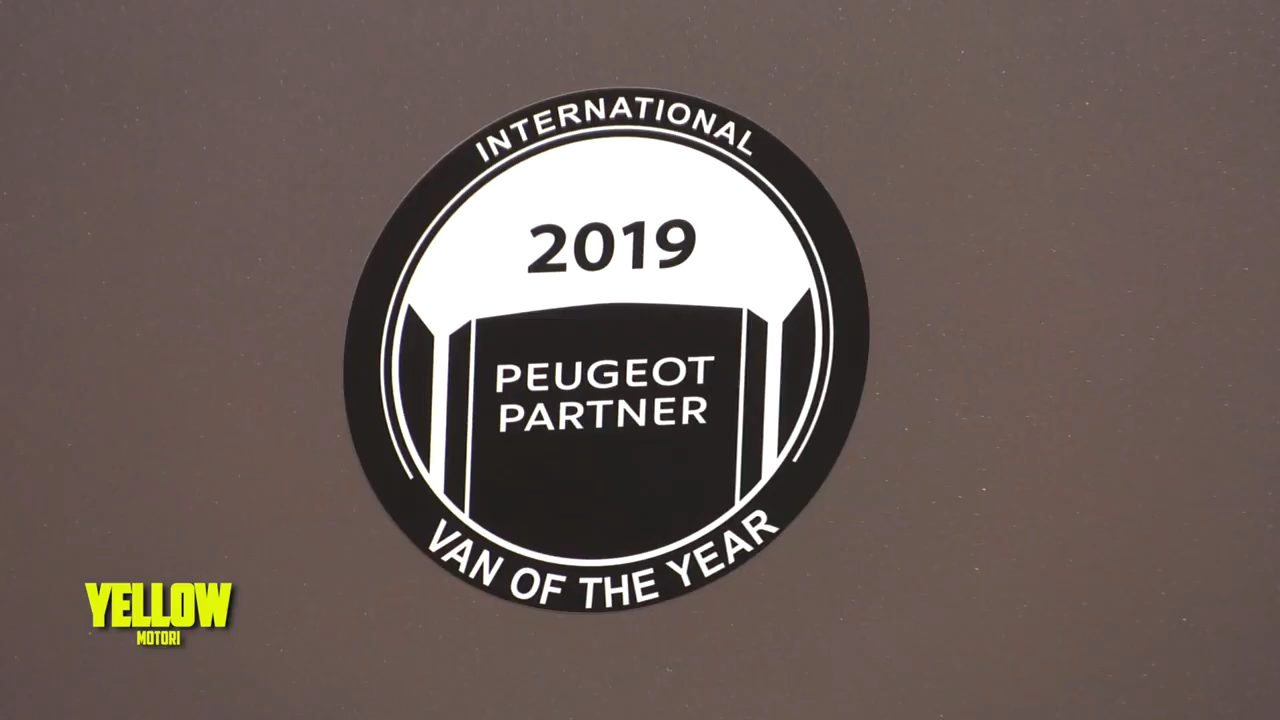 INTERNATIONAL
2019
PEUGEOT
PARTNER
VAN OF THE YEAR
YELLOW
MOTORI